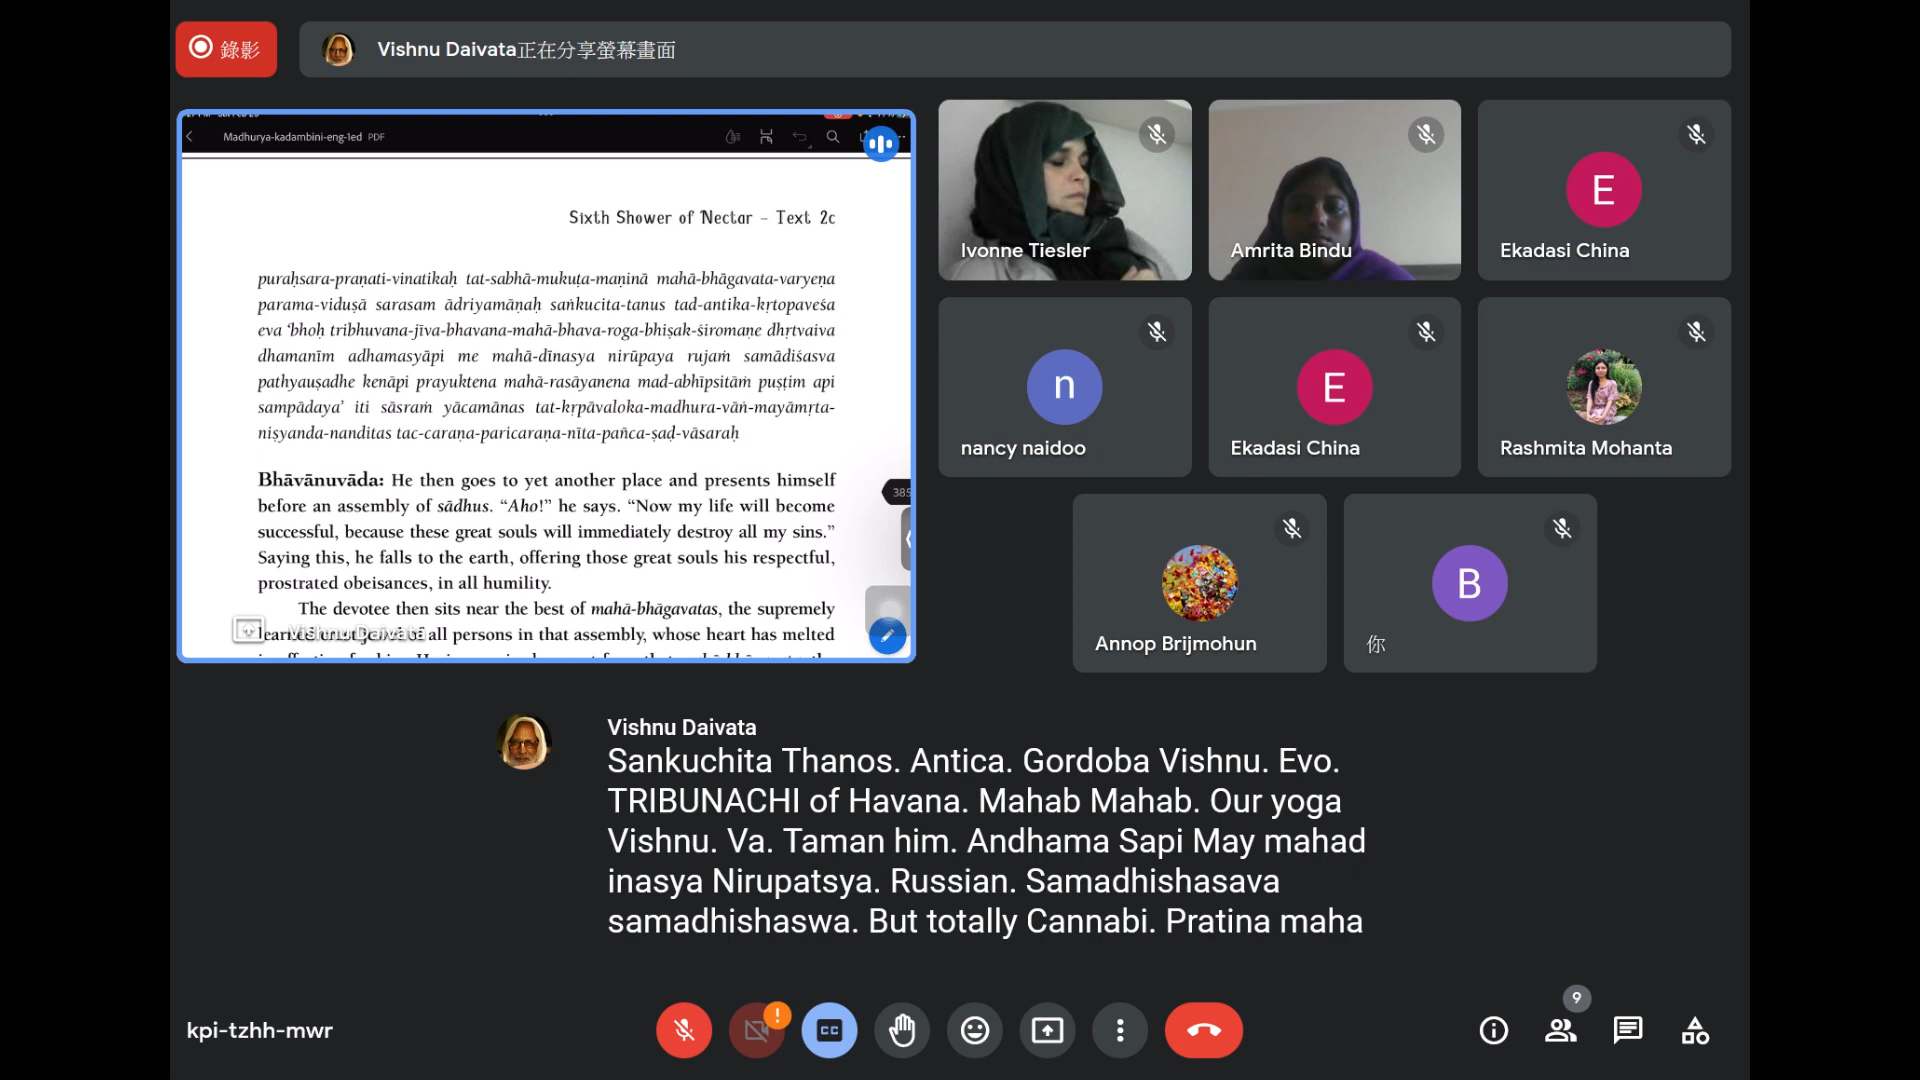 錄影
Vishnu Daivata正在分享螢幕畫面
Madhurya-kadambini-eng-1ed PDF
Sixth Shower of Nectar – Text 2c
puraḥsara-praṇati-vinatikaḥ tat-sabhā-mukuṭa-maṇinā mahā-bhāgavata-varyeṇa
parama-viduṣā sarasam ādriyamāṇaḥ saṅkucita-tanus tad-antika-kṛtopaveśa
eva ‘bhoḥ tribhuvana-jīva-bhavana-mahā-bhava-roga-bhiṣak-śiromaṇe dhṛtvaiva
dhamanīm adhamasyāpi me mahā-dīnasya nirūpaya rujaṁ samādiśasva
pathyauṣadhe kenāpi prayuktena mahā-rasāyanena mad-abhīpsitāṁ puṣṭim api
sampādaya’ iti sāsraṁ yācamānas tat-kṛpāvaloka-madhura-vāṅ-mayāmṛta-
niṣyanda-nanditas tac-caraṇa-paricaraṇa-nīta-pañca-ṣaḍ-vāsaraḥ
Bhāvānuvāda: He then goes to yet another place and presents himself
before an assembly of sādhus. “Aho!” he says. “Now my life will become
successful, because these great souls will immediately destroy all my sins.”
Saying this, he falls to the earth, offering those great souls his respectful,
prostrated obeisances, in all humility.
The devotee then sits near the best of mahā-bhāgavatas, the supremely
all persons in that assembly, whose heart has melted
385
Vishnu Daivata
Ivonne Tiesler
Amrita Bindu
E
Ekadasi China
n
nancy naidoo
E
Ekadasi China
Rashmita Mohanta
Annop Brijmohun
B
你
Vishnu Daivata
Sankuchita Thanos. Antica. Gordoba Vishnu. Evo.
TRIBUNACHI of Havana. Mahab Mahab. Our yoga
Vishnu. Va. Taman him. Andhama Sapi May mahad
inasya Nirupatsya. Russian. Samadhishasava
samadhishaswa. But totally Cannabi. Pratina maha
kpi-tzhh-mwr
!
CC
9